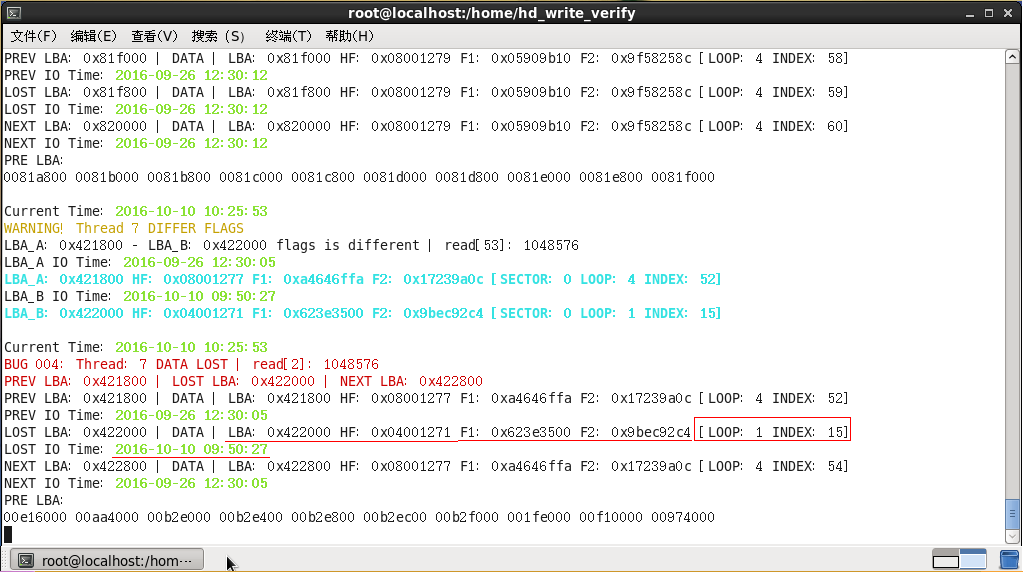 root@localhost:/home/hd_write_verify
文件(F) 编辑(E) 查看(V) 搜索 (S) 终端(T) 帮助(H)
PREV LBA: 0x81f000 | DATA | LBA: 0x81f000 HF: 0x08001279 F1: 0x05909b10 F2: 0x9f58258c [LOOP: 4 INDEX: 58]
PREV IO Time: 2016-09-26 12:30:12
LOST LBA: 0x81f800 | DATA | LBA: 0x81f800 HF: 0x08001279 F1: 0x05909b10 F2: 0x9f58258c [LOOP: 4 INDEX: 59]
LOST IO Time: 2016-09-26 12:30:12
NEXT LBA: 0x820000 | DATA | LBA: 0x820000 HF: 0x08001279 F1: 0x05909b10 F2: 0x9f58258c [LOOP: 4 INDEX: 60]
NEXT IO Time: 2016-09-26 12:30:12
PRE LBA:
0081a800 0081b000 0081b800 0081c000 0081c800 0081d000 0081d800 0081e000 0081e800 0081f000
Current Time: 2016-10-10 10:25:53
WARNING! Thread 7 DIFFER FLAGS
LBA_A: 0x421800 - LBA_B: 0x422000 flags is different | read[53]: 1048576
LBA_A IO Time: 2016-09-26 12:30:05
LBA_A: 0x421800 HF: 0x08001277 F1: 0xa4646ffa F2: 0x17239a0c [SECTOR: 0 LOOP: 4 INDEX: 52]
LBA_B IO Time: 2016-10-10 09:50:27
LBA_B: 0x422000 HF: 0x04001271 F1: 0x623e3500 F2: 0x9bec92c4 [SECTOR: 0 LOOP: 1 INDEX: 15]
Current Time: 2016-10-10 10:25:53
BUG 004: Thread: 7 DATA LOST | read[2]: 1048576
PREV LBA: 0x421800 | LOST LBA: 0x422000 | NEXT LBA: 0x422800
PREV LBA: 0x421800 | DATA | LBA: 0x421800 HF: 0x08001277 F1: 0xa4646ffa F2: 0x17239a0c [LOOP: 4 INDEX: 52]
PREV IO Time: 2016-09-26 12:30:05
LOST LBA: 0x422000 | DATA | LBA: 0x422000 HF: 0x04001271 F1: 0x623e3500 F2: 0x9bec92c4 [LOOP: 1 INDEX: 15]
LOST IO Time: 2016-10-10 09:50:27
NEXT LBA: 0x422800 | DATA | LBA: 0x422800 HF: 0x08001277 F1: 0xa4646ffa F2: 0x17239a0c [LOOP: 4 INDEX: 54]
NEXT IO Time: 2016-09-26 12:30:05
PRE LBA:
00e16000 00aa4000 00b2e000 00b2e400 00b2e800 00b2ec00 00b2f000 001fe000 00f10000 00974000
root@localhost:/hom···